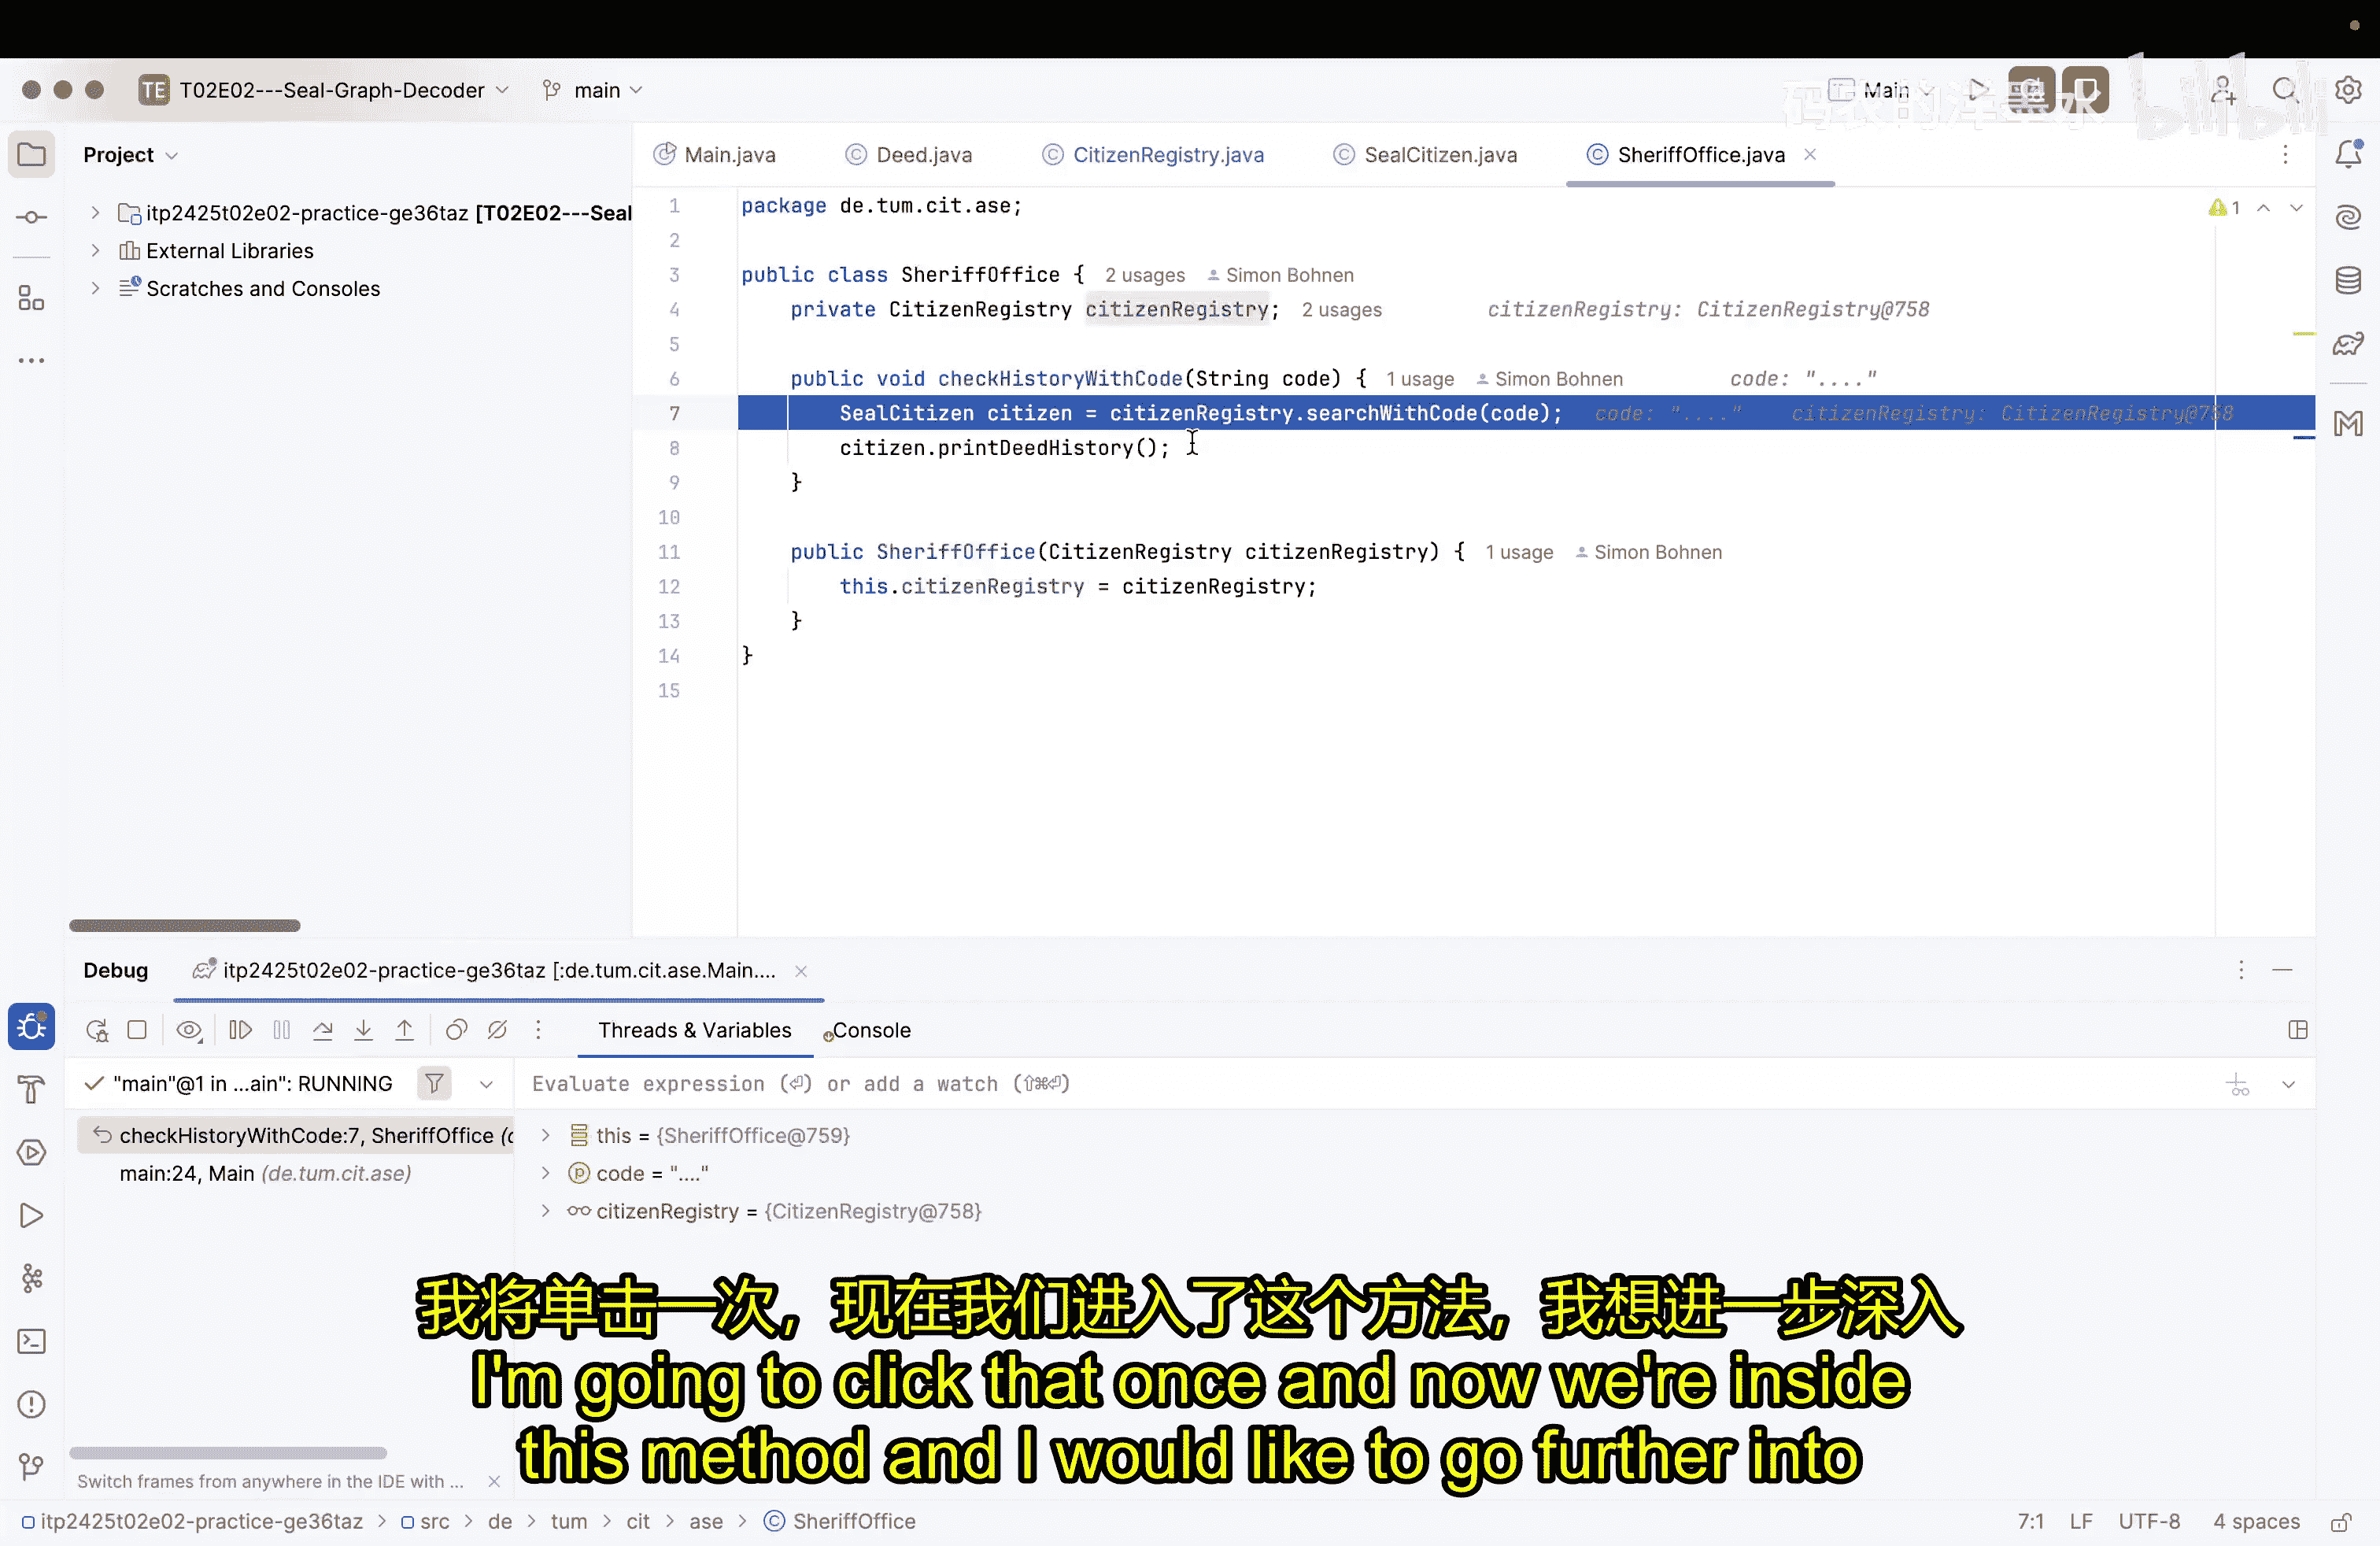 TE T02E02---Seal-Graph-Decoder main Main
码农的洋墨水 bilibili
Project
Main.java Deed.java CitizenRegistry.java SealCitizen.java SheriffOffice.java
itp2425t02e02-practice-ge36taz [T02E02---Seal
External Libraries
Scratches and Consoles
1 package de.tum.cit.ase; 1
2
3 public class SheriffOffice { 2 usages Simon Bohnen
4 private CitizenRegistry citizenRegistry; 2 usages citizenRegistry: CitizenRegistry@758
5
6 public void checkHistoryWithCode(String code) { 1 usage Simon Bohnen code: "...."
7 SealCitizen citizen = citizenRegistry.searchWithCode(code); code: "...." citizenRegistry: CitizenRegistry@758
8 citizen.printDeedHistory();
9 }
10
11 public SheriffOffice(CitizenRegistry citizenRegistry) { 1 usage Simon Bohnen
12 this.citizenRegistry = citizenRegistry;
13 }
14 }
15
Debug itp2425t02e02-practice-ge36taz [:de.tum.cit.ase.Main....
Threads & Variables Console
"main"@1 in ...ain": RUNNING
Evaluate expression (⏎) or add a watch (⇧⌘⏎)
checkHistoryWithCode:7, SheriffOffice (d
main:24, Main (de.tum.cit.ase)
this = {SheriffOffice@759}
code = "...."
citizenRegistry = {CitizenRegistry@758}
我将单击一次，现在我们进入了这个方法，我想进一步深入
I'm going to click that once and now we're inside
this method and I would like to go further into
Switch frames from anywhere in the IDE with ...
itp2425t02e02-practice-ge36taz > src > de > tum > cit > ase > SheriffOffice
7:1 LF UTF-8 4 spaces